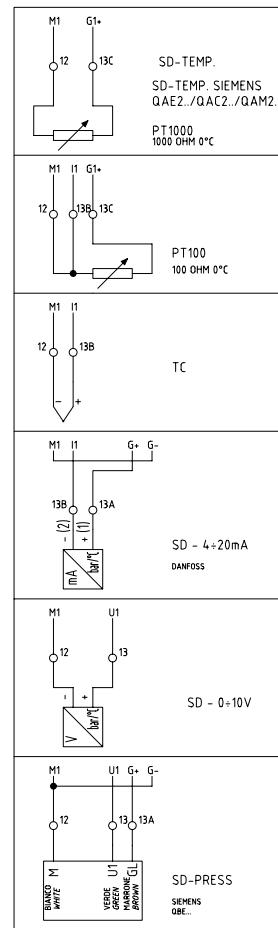 M1 G1+
12 13C
SD-TEMP.
SD-TEMP. SIEMENS
QAE2../QAC2../QAM2..
PT1000
1000 OHM 0°C
M1 I1 G1+
12 13B 13C
PT100
100 OHM 0°C
M1 I1
12 13B
TC
- +
M1 I1 G+ G-
13B 13A
- (2) + (1)
mA bar/°C
SD - 4÷20mA
DANFOSS
M1 U1
12 13
- +
V bar/°C
SD - 0÷10V
M1 U1 G+ G-
12 13 13A
M U1 GL
BIANCO
WHITE
VERDE
GREEN
MARRONE
BROWN
SD-PRESS
SIEMENS
QBE...